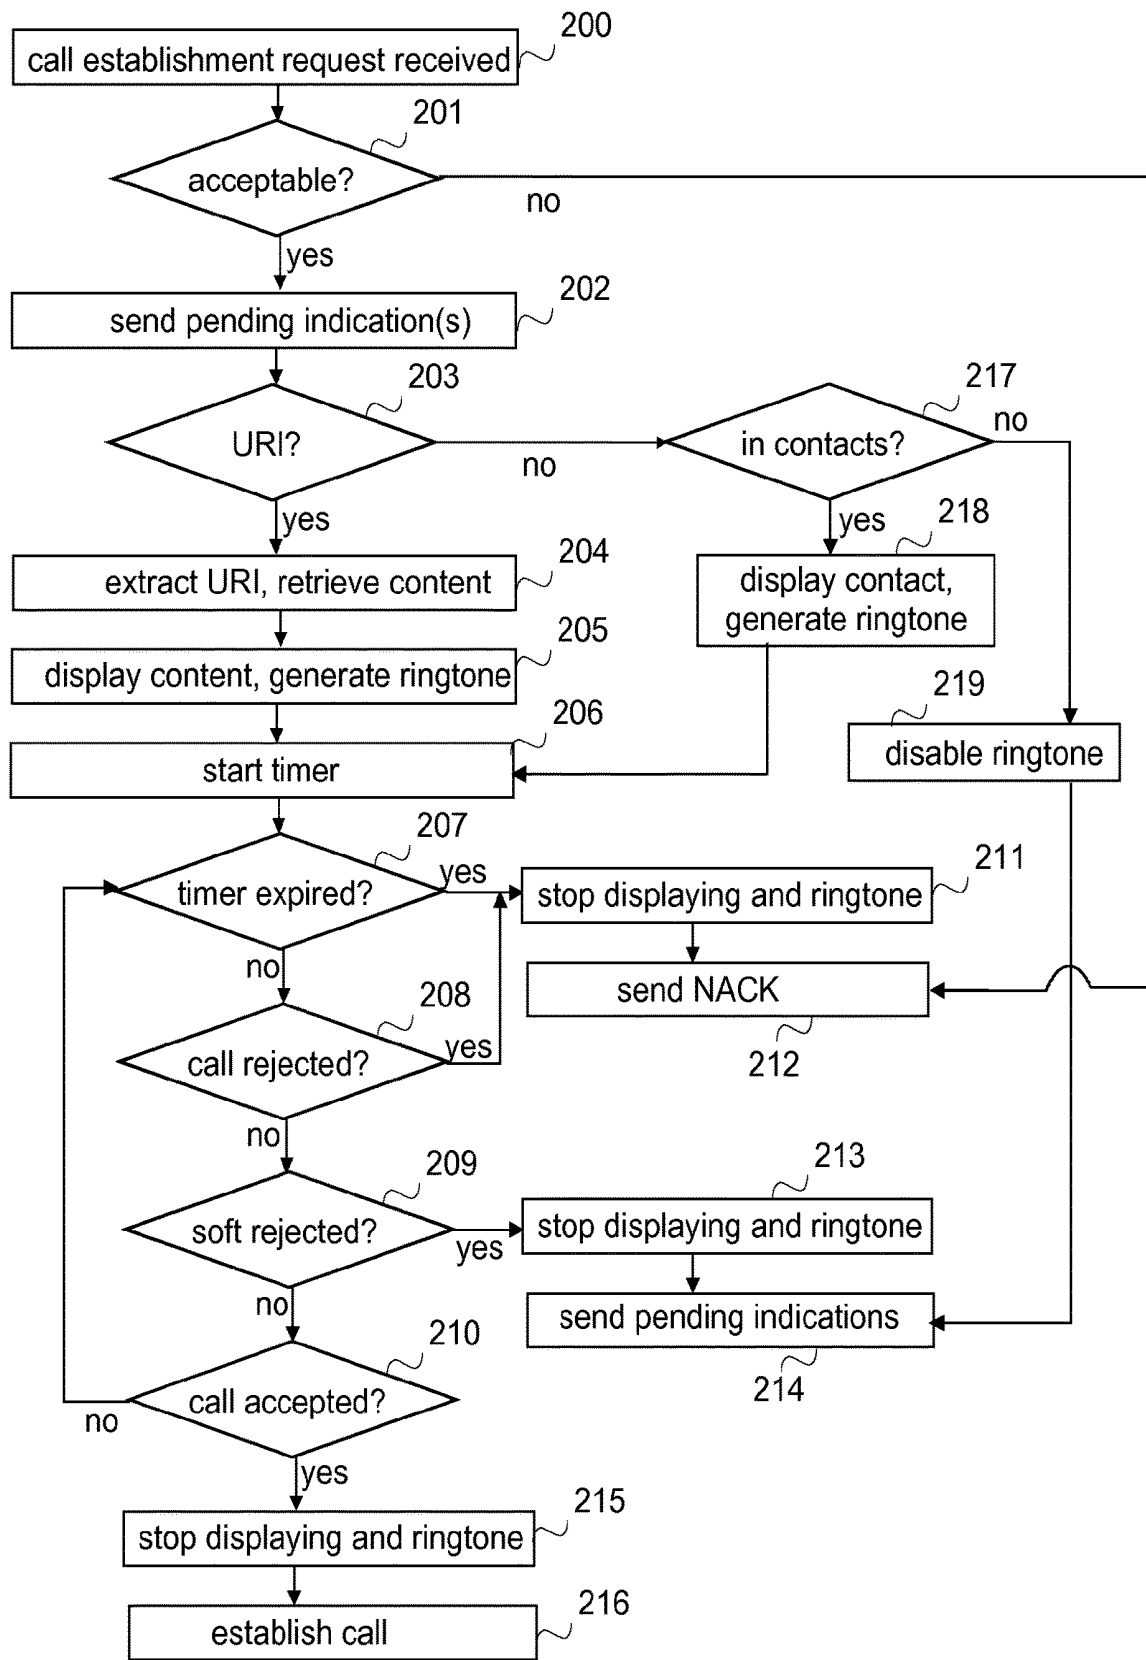 200
call establishment request received
201
acceptable?
no
yes
202
send pending indication(s)
203
URI?
no
yes
217
in contacts?
no
yes
204
extract URI, retrieve content
218
display contact,
generate ringtone
205
display content, generate ringtone
206
start timer
219
disable ringtone
207
timer expired?
yes
no
211
stop displaying and ringtone
send NACK
212
208
call rejected?
yes
no
209
soft rejected?
yes
no
213
stop displaying and ringtone
send pending indications
214
210
call accepted?
no
yes
215
stop displaying and ringtone
216
establish call